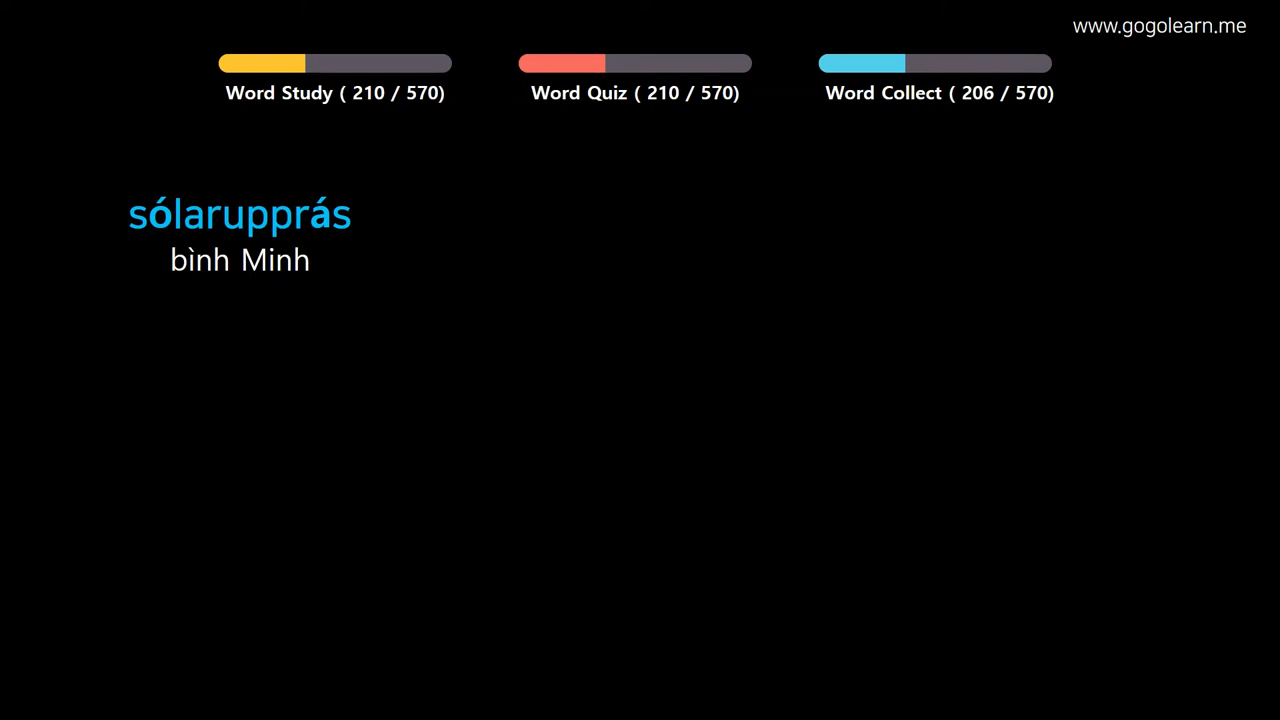 www.gogolearn.me
Word Study ( 210 / 570)
Word Quiz ( 210 / 570)
Word Collect ( 206 / 570)
sólarupprás
bình Minh